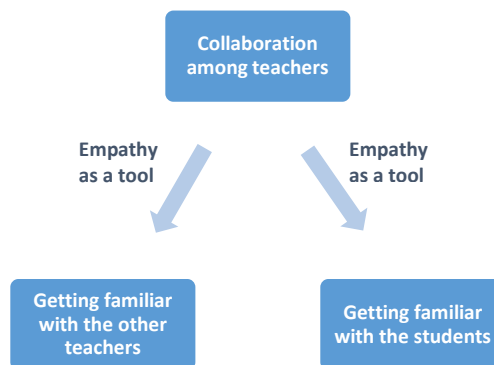 Collaboration
among teachers
Empathy
as a tool
Empathy
as a tool
Getting familiar
with the other
teachers
Getting familiar
with the students